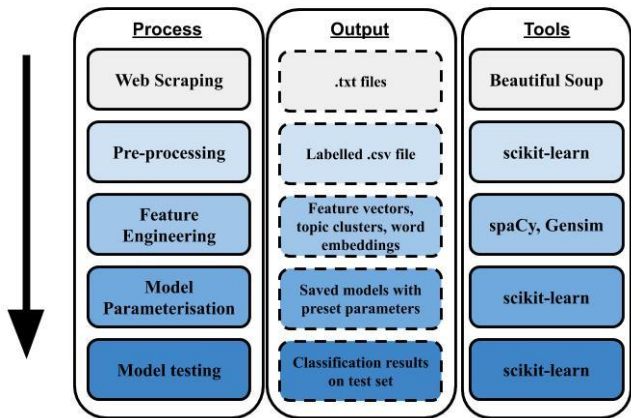 Process
Output
Tools
Web Scraping
.txt files
Beautiful Soup
Pre-processing
Labelled .csv file
scikit-learn
Feature
Engineering
Feature vectors,
topic clusters, word
embeddings
spaCy, Gensim
Model
Parameterisation
Saved models with
preset parameters
scikit-learn
Model testing
Classification results
on test set
scikit-learn